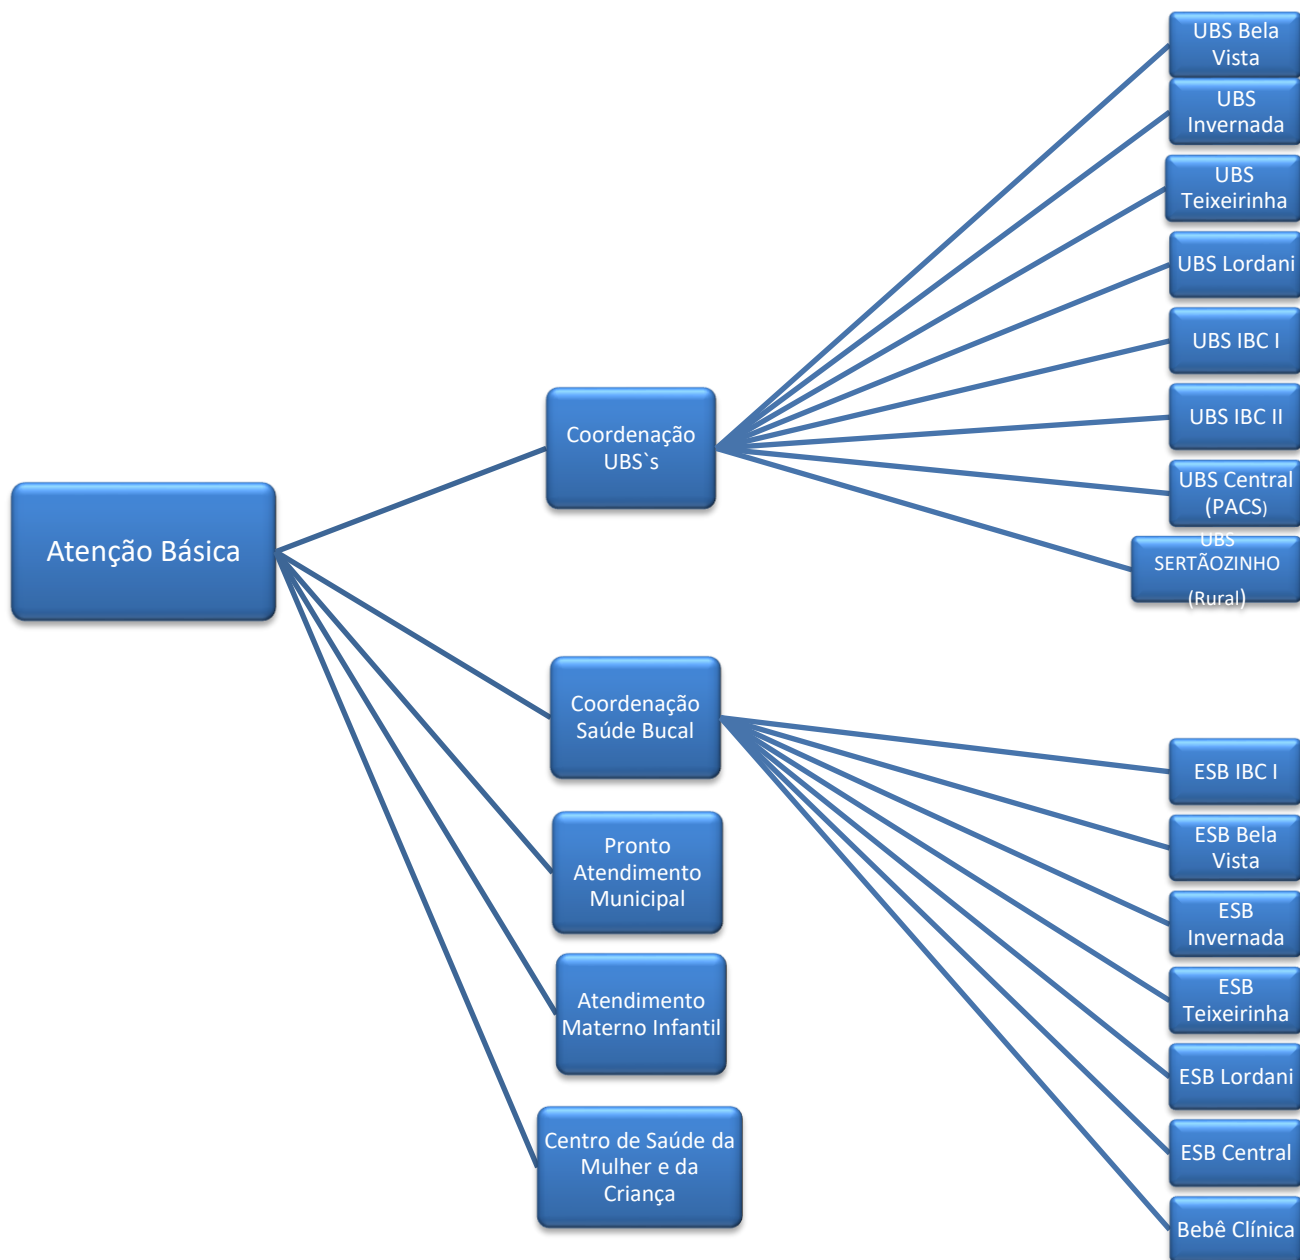 Atenção Básica
Coordenação
UBS`s
UBS Bela
Vista
UBS
Invernada
UBS
Teixeirinha
UBS Lordani
UBS IBC I
UBS IBC II
UBS Central
(PACS)
UBS
SERTÃOZINHO
(Rural)
Coordenação
Saúde Bucal
ESB IBC I
ESB Bela
Vista
ESB
Invernada
ESB
Teixeirinha
ESB Lordani
ESB Central
Bebê Clínica
Pronto
Atendimento
Municipal
Atendimento
Materno Infantil
Centro de Saúde da
Mulher e da
Criança